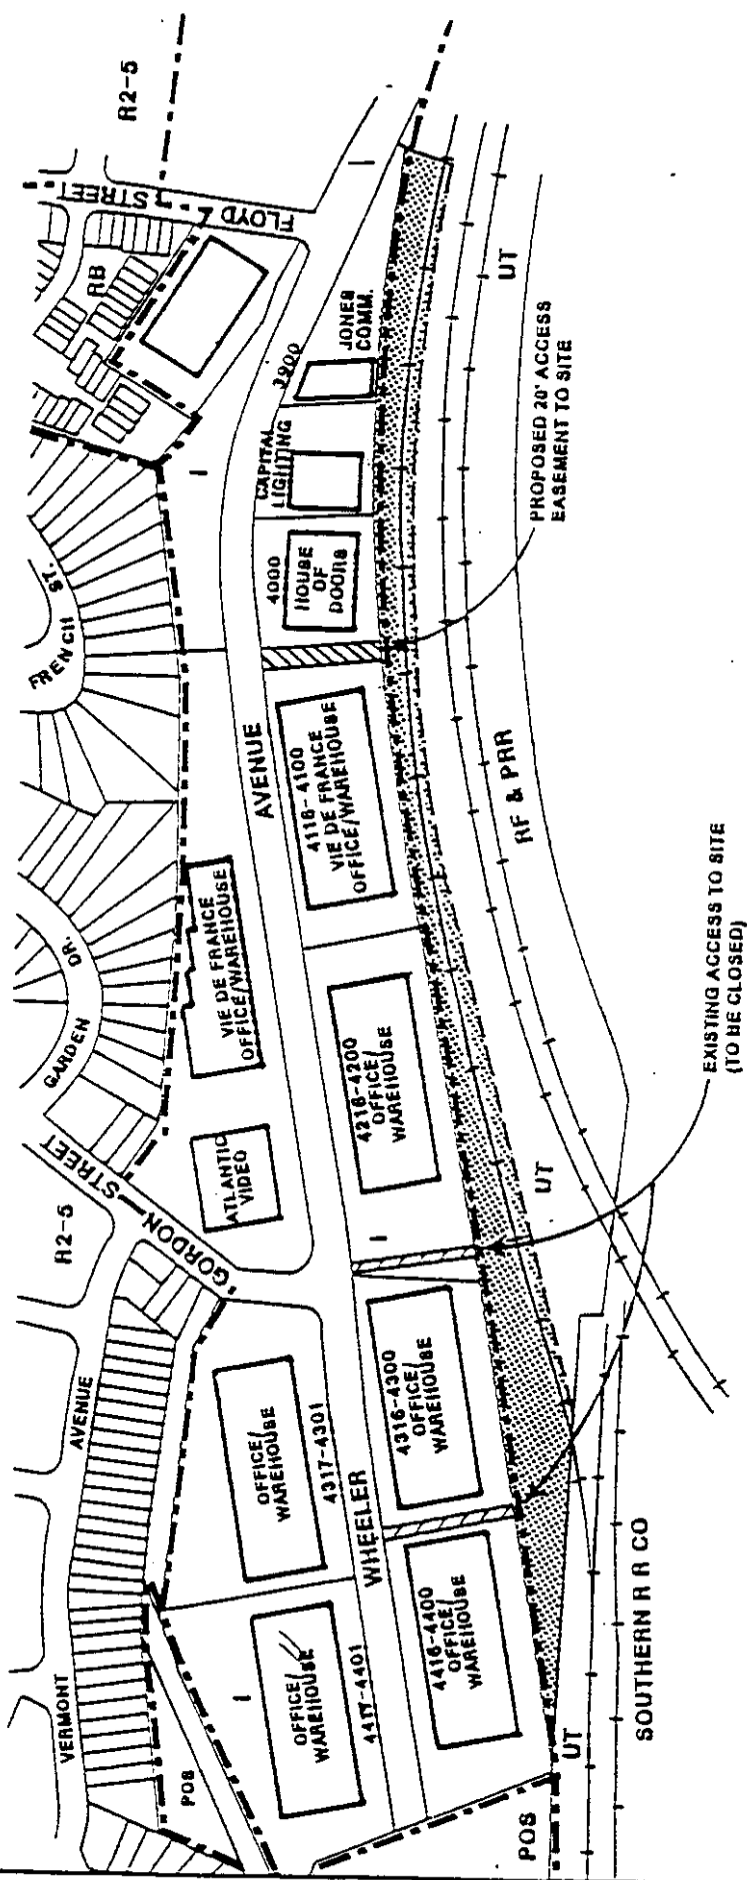 R2-5
FLOYD STREET
RB
JONES
COMM.
3900
CAPITAL
LIGHTING
4000
HOUSE
OF
DOORS
FRENCH ST.
UT
PROPOSED 20' ACCESS
EASEMENT TO SITE
AVENUE
4116-4100
VIE DE FRANCE
OFFICE/WAREHOUSE
RF & PRR
VIE DE FRANCE
OFFICE/WAREHOUSE
GARDEN DR.
4216-4200
OFFICE/
WAREHOUSE
EXISTING ACCESS TO SITE
(TO BE CLOSED)
ATLANTIC
VIDEO
GORDON STREET
R2-5
I
I
I
I
UT
4316-4300
OFFICE/
WAREHOUSE
OFFICE/
WAREHOUSE
4317-4301
AVENUE
WHEELER
4416-4400
OFFICE/
WAREHOUSE
OFFICE/
WAREHOUSE
4417-4401
VERMONT
POS
POS
UT
SOUTHERN R R CO